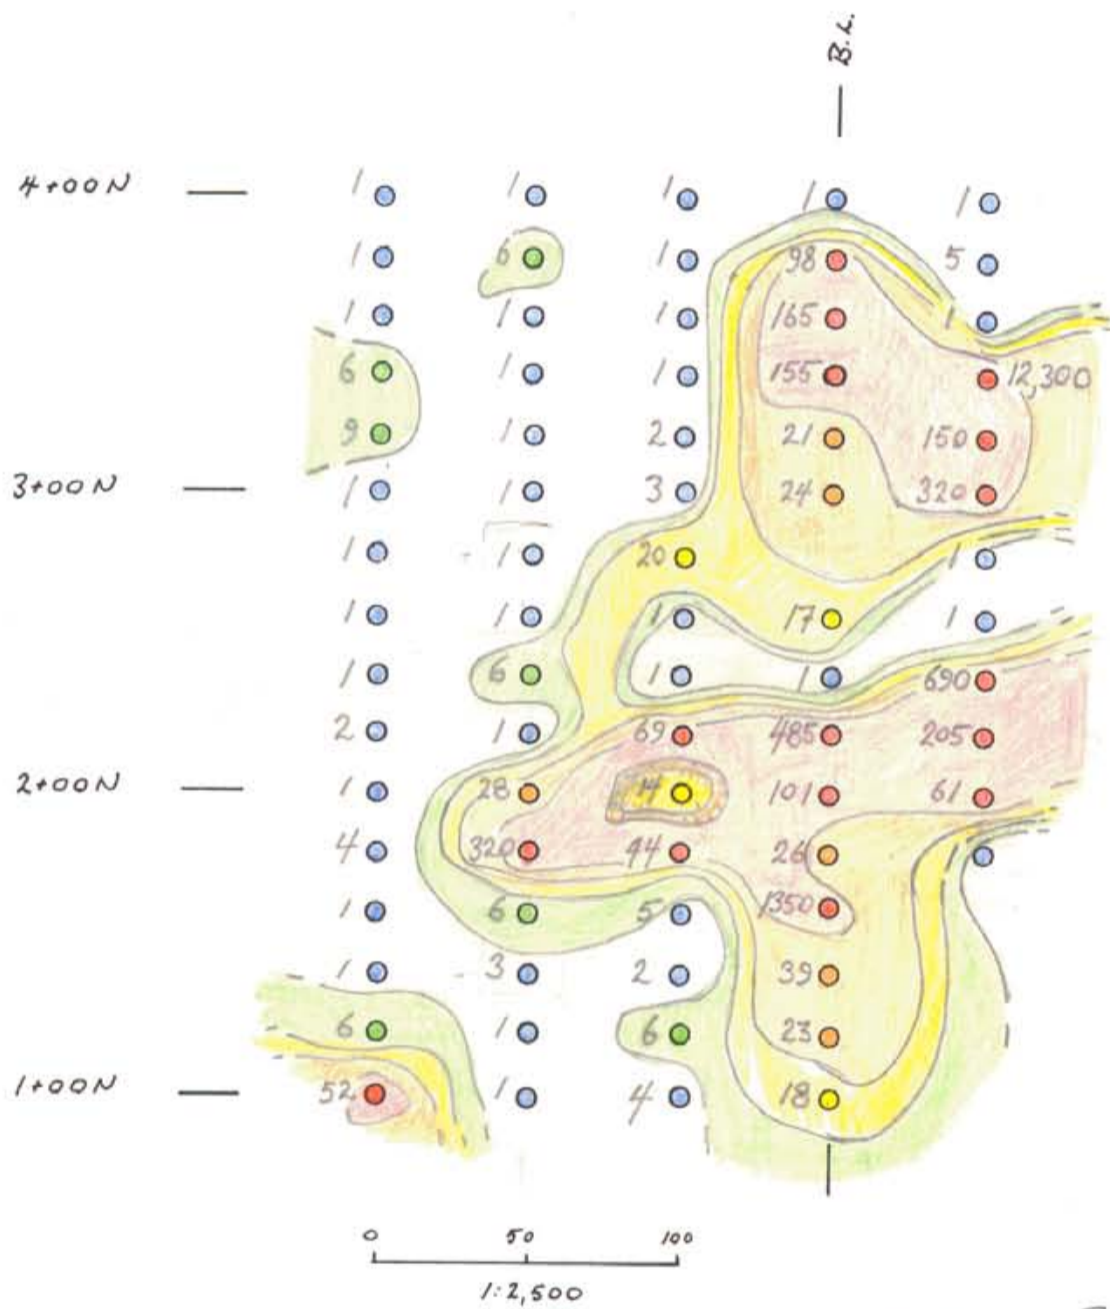 B.L.
4+00N 1 1 1 1 1
1 6 1 98 5
1 1 1 165 1
6 1 1 155 12,300
9 1 2 21 150
3+00N 1 1 3 24 320
1 1 20 1
1 1 1 17 1
1 6 1 1 690
2 1 69 485 205
2+00N 1 28 14 101 61
4 320 44 26
1 6 5 1350
1 3 2 39
6 1 6 23
1+00N 52 1 4 18
0 50 100
1:2,500